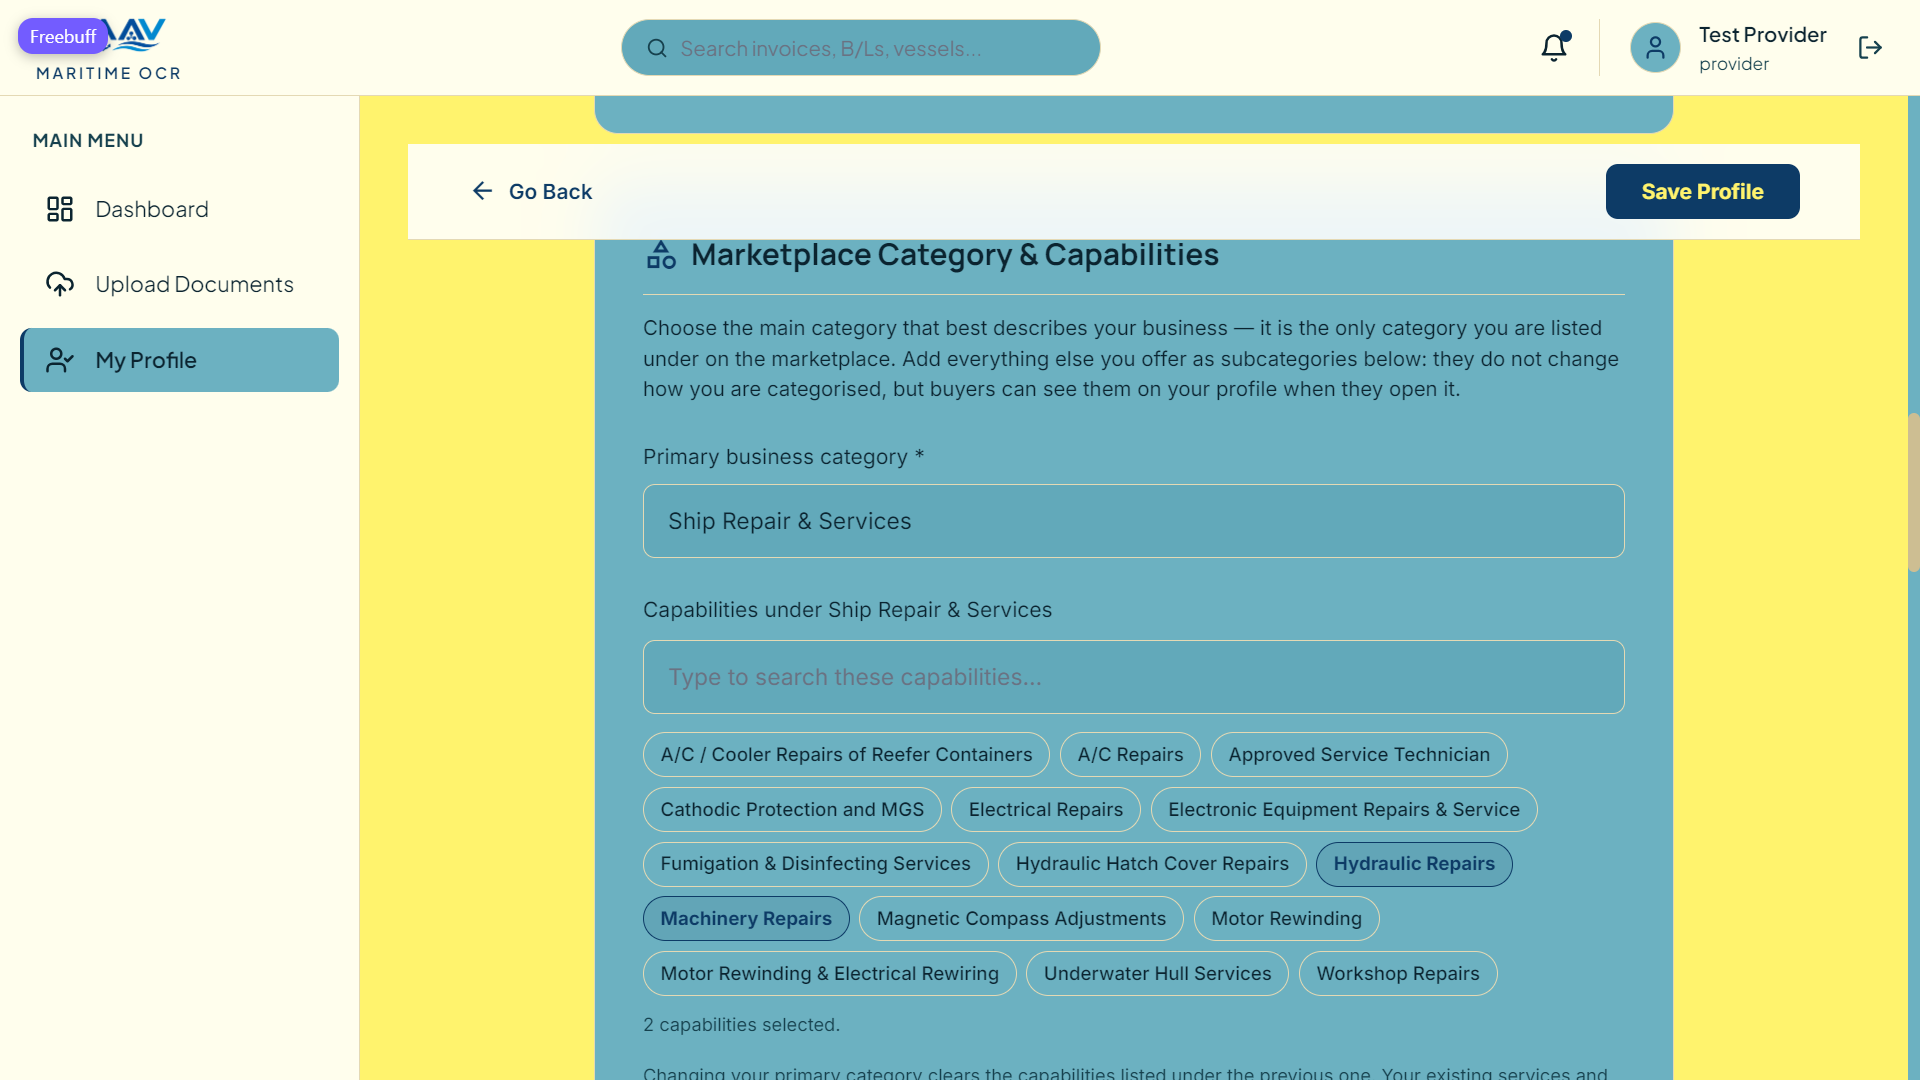 Freebuff
MARITIME OCR
Search invoices, B/Ls, vessels...
Test Provider
provider
MAIN MENU
Dashboard
Upload Documents
My Profile
Go Back
Save Profile
Marketplace Category & Capabilities
Choose the main category that best describes your business — it is the only category you are listed
under on the marketplace. Add everything else you offer as subcategories below: they do not change
how you are categorised, but buyers can see them on your profile when they open it.
Primary business category *
Ship Repair & Services
Capabilities under Ship Repair & Services
Type to search these capabilities...
A/C / Cooler Repairs of Reefer Containers
A/C Repairs
Approved Service Technician
Cathodic Protection and MGS
Electrical Repairs
Electronic Equipment Repairs & Service
Fumigation & Disinfecting Services
Hydraulic Hatch Cover Repairs
Hydraulic Repairs
Machinery Repairs
Magnetic Compass Adjustments
Motor Rewinding
Motor Rewinding & Electrical Rewiring
Underwater Hull Services
Workshop Repairs
2 capabilities selected.
Changing your primary category clears the capabilities listed under the previous one. Your existing services and